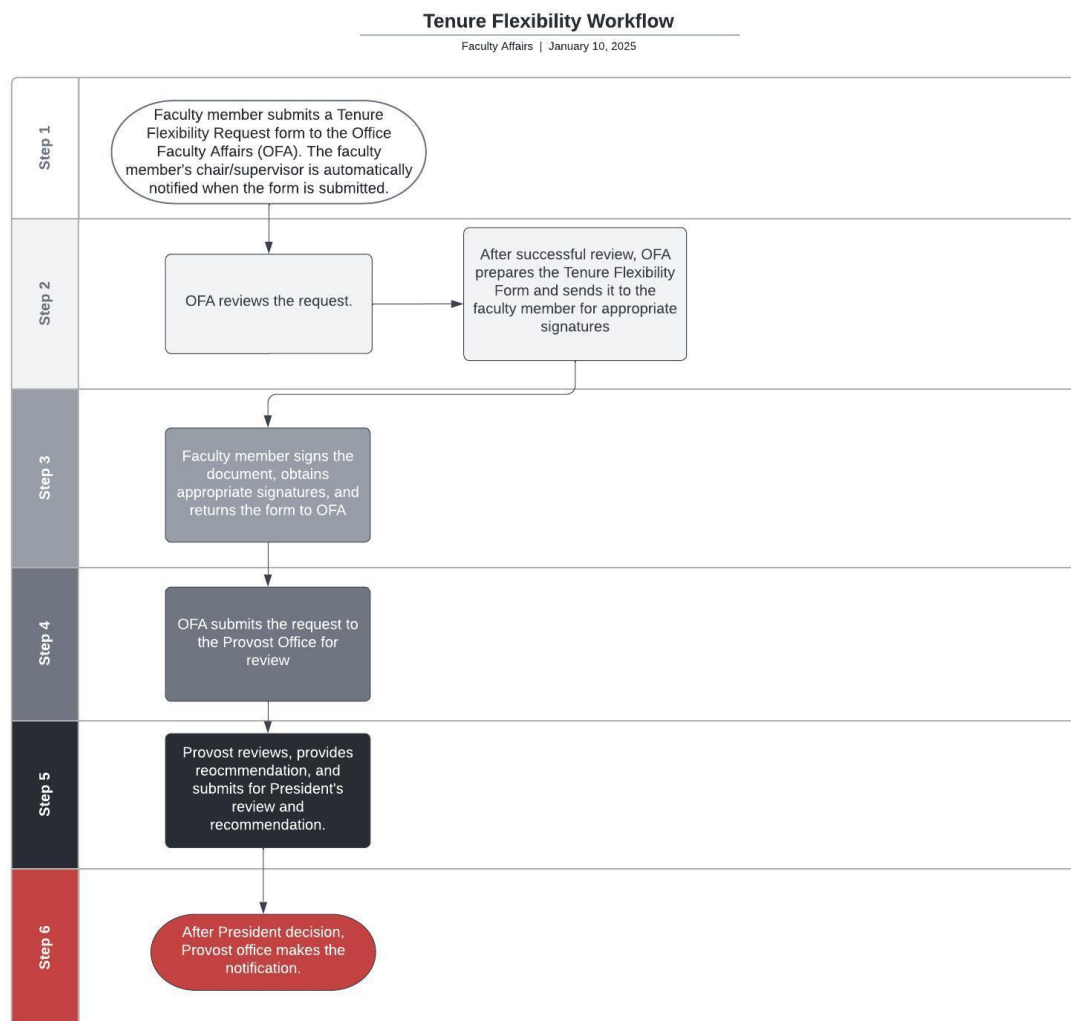 Tenure Flexibility Workflow
Faculty Affairs | January 10, 2025
Step 1
Faculty member submits a Tenure
Flexibility Request form to the Office
Faculty Affairs (OFA). The faculty
member's chair/supervisor is automatically
notified when the form is submitted.
Step 2
OFA reviews the request.
After successful review, OFA
prepares the Tenure Flexibility
Form and sends it to the
faculty member for appropriate
signatures
Step 3
Faculty member signs the
document, obtains
appropriate signatures, and
returns the form to OFA
Step 4
OFA submits the request to
the Provost Office for
review
Step 5
Provost reviews, provides
reocmmendation, and
submits for President's
review and
recommendation.
Step 6
After President decision,
Provost office makes the
notification.